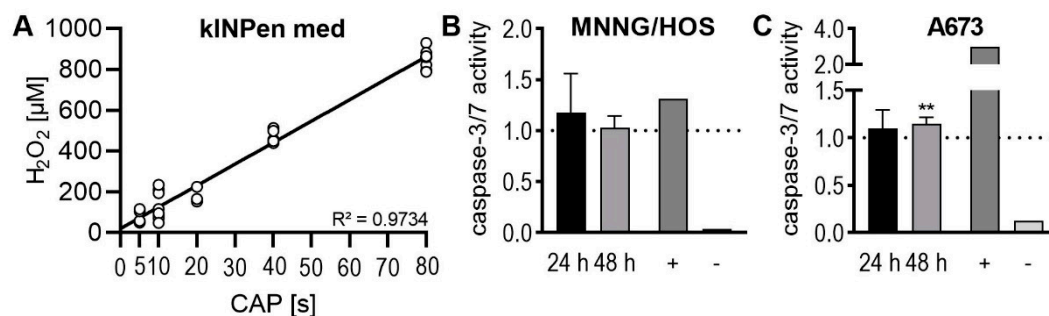 A kINPen med
H₂O₂ [µM]
1000
800
600
400
200
0
R² = 0.9734
0 5 10 20 30 40 50 60 70 80
CAP [s]
B MNNG/HOS
caspase-3/7 activity
2.0
1.5
1.0
0.5
0.0
24 h 48 h + -
C A673
caspase-3/7 activity
4.0
2.0
1.0
0.5
0.0
**
24 h 48 h + -